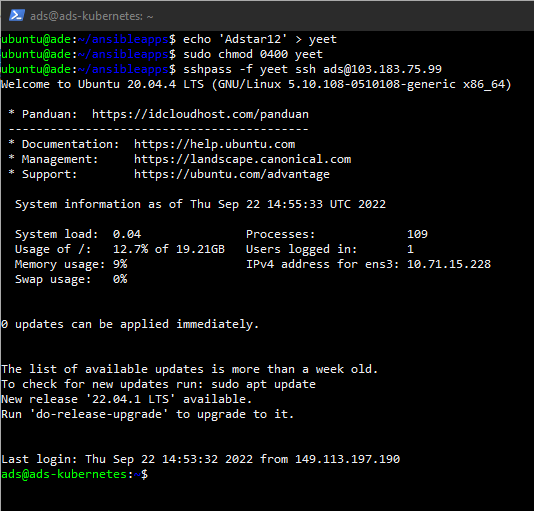 ads@ads-kubernetes: ~
ubuntu@ade:~/ansibleapps$ echo 'Adstar12' > yeet
ubuntu@ade:~/ansibleapps$ sudo chmod 0400 yeet
ubuntu@ade:~/ansibleapps$ sshpass -f yeet ssh ads@103.183.75.99
Welcome to Ubuntu 20.04.4 LTS (GNU/Linux 5.10.108-0510108-generic x86_64)
* Panduan:  https://idcloudhost.com/panduan
-------------------------------------------
* Documentation:  https://help.ubuntu.com
* Management:     https://landscape.canonical.com
* Support:        https://ubuntu.com/advantage
System information as of Thu Sep 22 14:55:33 UTC 2022
System load:  0.04               Processes:             109
Usage of /:   12.7% of 19.21GB   Users logged in:       1
Memory usage: 9%                 IPv4 address for ens3: 10.71.15.228
Swap usage:   0%
0 updates can be applied immediately.
The list of available updates is more than a week old.
To check for new updates run: sudo apt update
New release '22.04.1 LTS' available.
Run 'do-release-upgrade' to upgrade to it.
Last login: Thu Sep 22 14:53:32 2022 from 149.113.197.190
ads@ads-kubernetes:~$